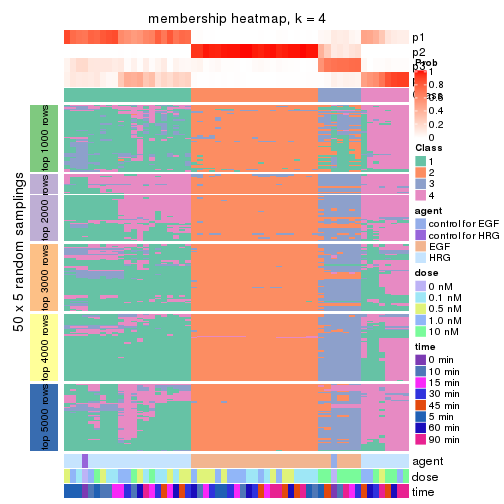 membership heatmap, k = 4
p1
p2
p3
Prob
1
0.8
0.6
0.4
0.2
0
Class
1
2
3
4
agent
control for EGF
control for HRG
EGF
HRG
dose
0 nM
0.1 nM
0.5 nM
1.0 nM
10 nM
time
0 min
10 min
15 min
30 min
45 min
5 min
60 min
90 min
50 x 5 random samplings
top 1000 rows
top 2000 rows
top 3000 rows
top 4000 rows
top 5000 rows
agent
dose
time